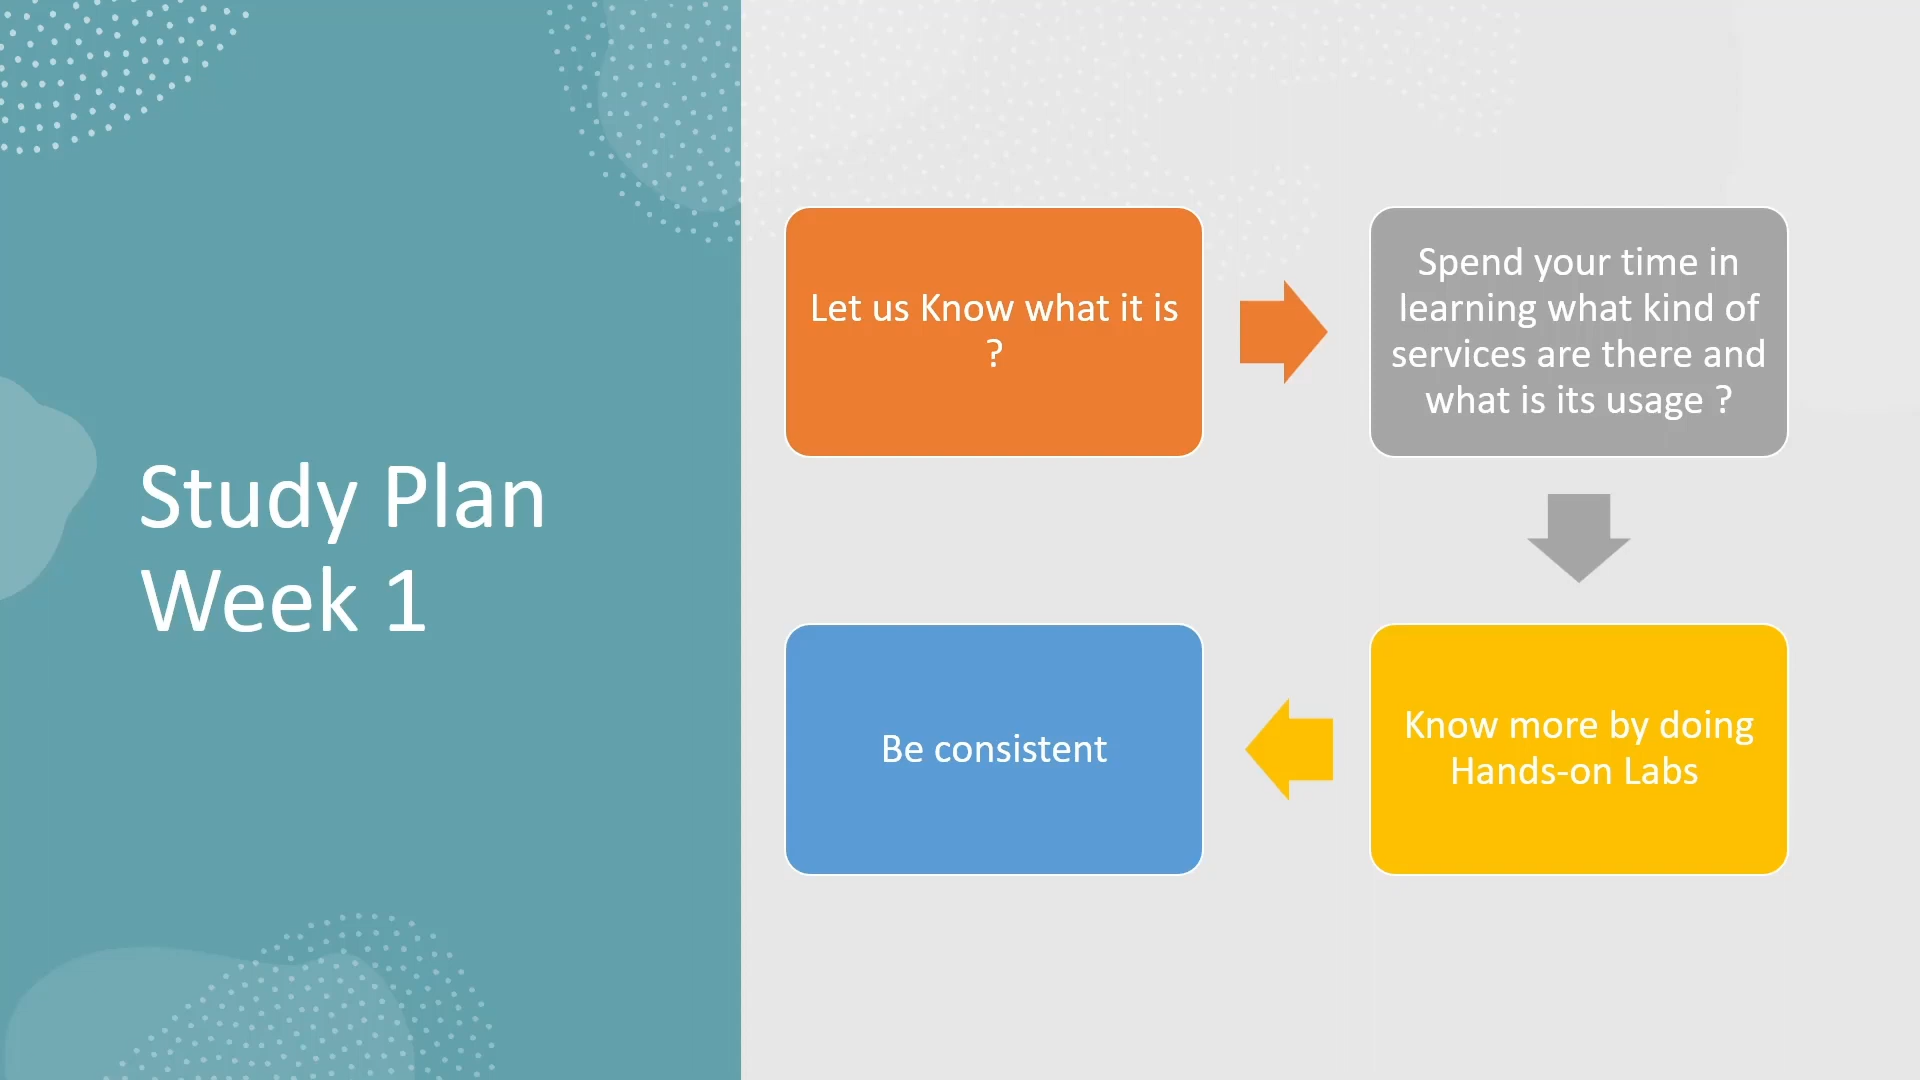 Study Plan
Week 1
Let us Know what it is
?
Spend your time in
learning what kind of
services are there and
what is its usage ?
Know more by doing
Hands-on Labs
Be consistent